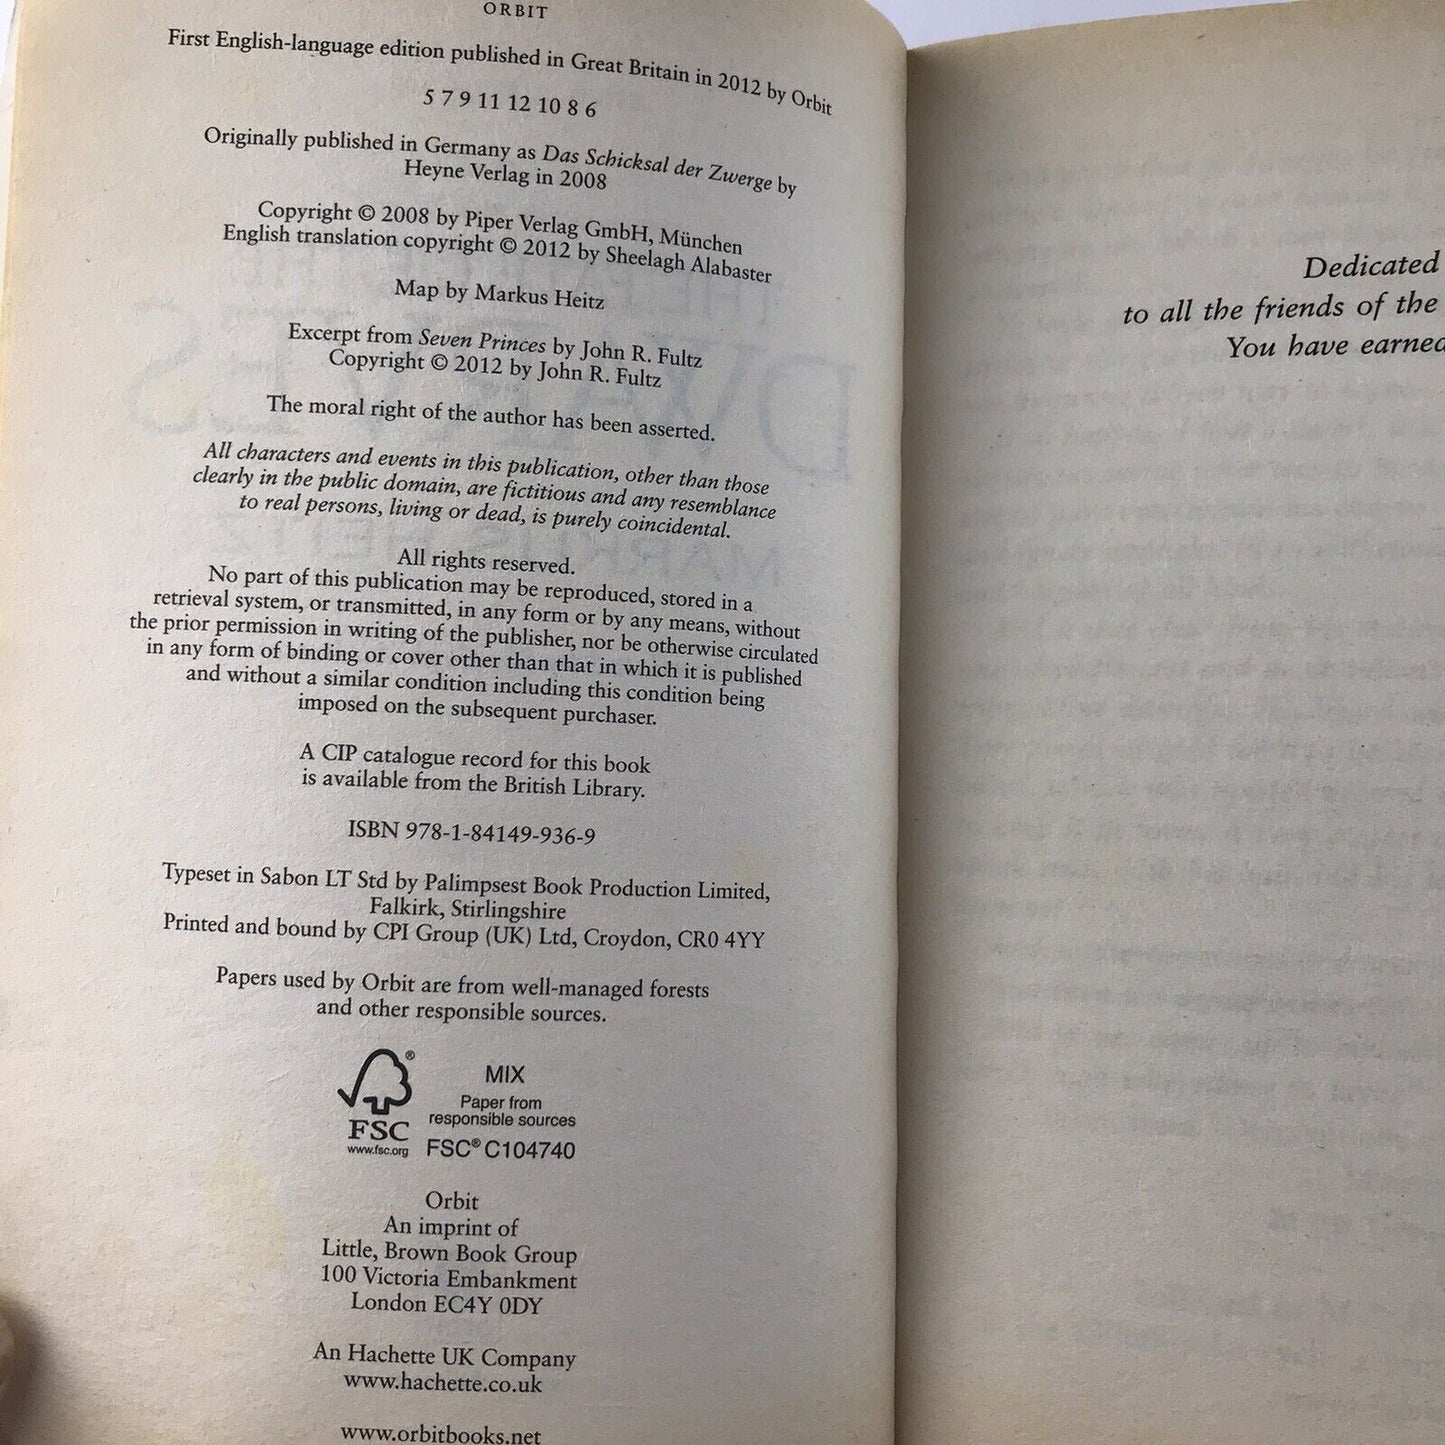 ORBIT
First English-language edition published in Great Britain in 2012 by Orbit
5 7 9 11 12 10 8 6
Originally published in Germany as Das Schicksal der Zwerge by
Heyne Verlag in 2008
Copyright © 2008 by Piper Verlag GmbH, München
English translation copyright © 2012 by Sheelagh Alabaster
Map by Markus Heitz
Excerpt from Seven Princes by John R. Fultz
Copyright © 2012 by John R. Fultz
The moral right of the author has been asserted.
All characters and events in this publication, other than those
clearly in the public domain, are fictitious and any resemblance
to real persons, living or dead, is purely coincidental.
All rights reserved.
No part of this publication may be reproduced, stored in a
retrieval system, or transmitted, in any form or by any means, without
the prior permission in writing of the publisher, nor be otherwise circulated
in any form of binding or cover other than that in which it is published
and without a similar condition including this condition being
imposed on the subsequent purchaser.
A CIP catalogue record for this book
is available from the British Library.
ISBN 978-1-84149-936-9
Typeset in Sabon LT Std by Palimpsest Book Production Limited,
Falkirk, Stirlingshire
Printed and bound by CPI Group (UK) Ltd, Croydon, CR0 4YY
Papers used by Orbit are from well-managed forests
and other responsible sources.
MIX
Paper from
responsible sources
FSC® C104740
®
FSC
www.fsc.org
Orbit
An imprint of
Little, Brown Book Group
100 Victoria Embankment
London EC4Y 0DY
An Hachette UK Company
www.hachette.co.uk
www.orbitbooks.net
Dedicated
to all the friends of the
You have earned